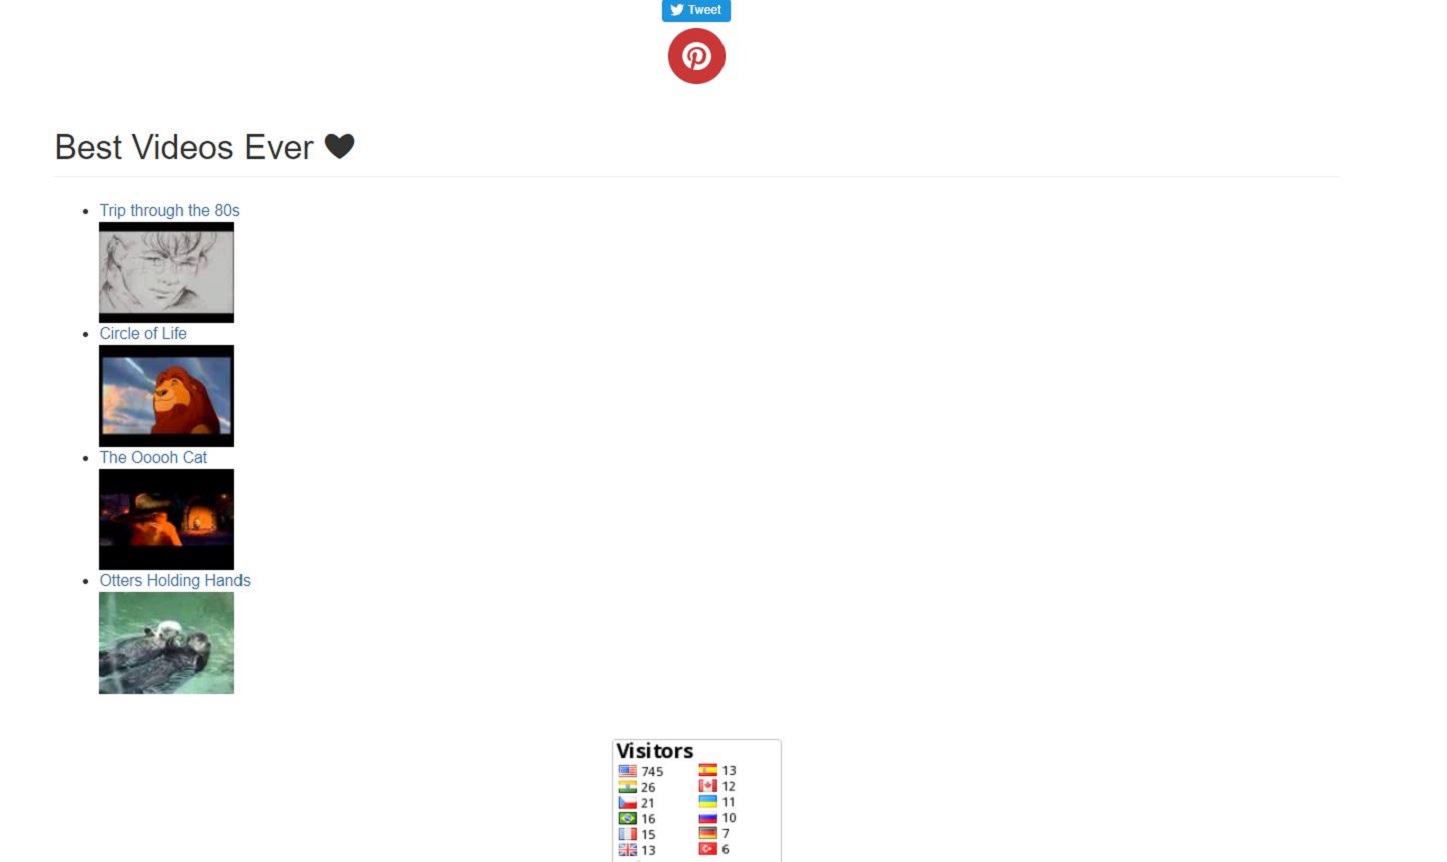 Tweet
Best Videos Ever
Trip through the 80s
Circle of Life
The Ooooh Cat
Otters Holding Hands
Visitors
745 13
26 12
21 11
16 10
15 7
13 6